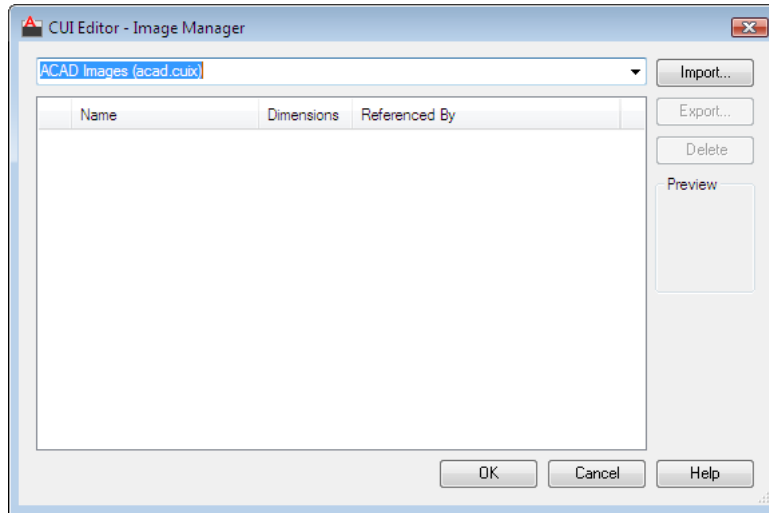 CUI Editor - Image Manager
ACAD Images (acad.cuix)
Import...
Name Dimensions Referenced By
Export...
Delete
Preview
OK Cancel Help